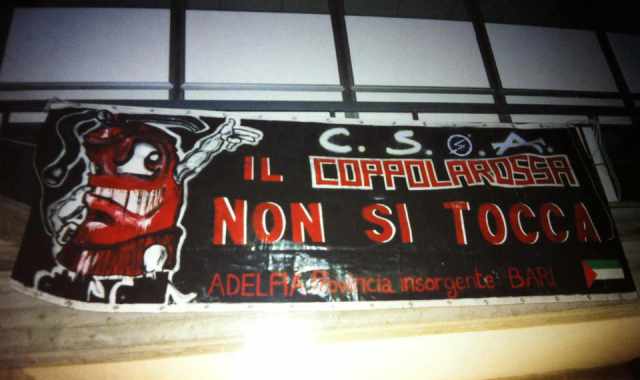 C. S. O. A.
IL COPPOLAROSSA
NON SI TOCCA
ADELFIA Provincia insorgente BARI